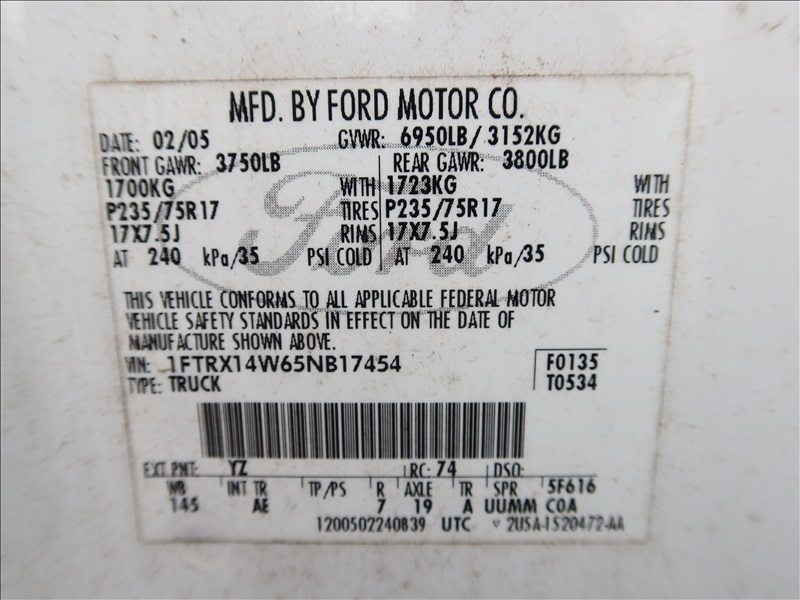 MFD. BY FORD MOTOR CO.
DATE: 02/05 GVWR: 6950LB/ 3152KG
FRONT GAWR: 3750LB REAR GAWR: 3800LB
1700KG WITH 1723KG WITH
P235/75R17 TIRES P235/75R17 TIRES
17X7.5J RIMS 17X7.5J RIMS
AT 240 kPa/35 PSI COLD AT 240 kPa/35 PSI COLD
Ford
THIS VEHICLE CONFORMS TO ALL APPLICABLE FEDERAL MOTOR
VEHICLE SAFETY STANDARDS IN EFFECT ON THE DATE OF
MANUFACTURE SHOWN ABOVE.
VIN: 1FTRX14W65NB17454 F0135
TYPE: TRUCK T0534
EXT PNT: YZ RC: 74 DSO:
WB INT TR TP/PS R AXLE TR SPR 5F616
145 AE 7 19 A UUMM COA
1200502240839 UTC 2U5A-1520472-AA